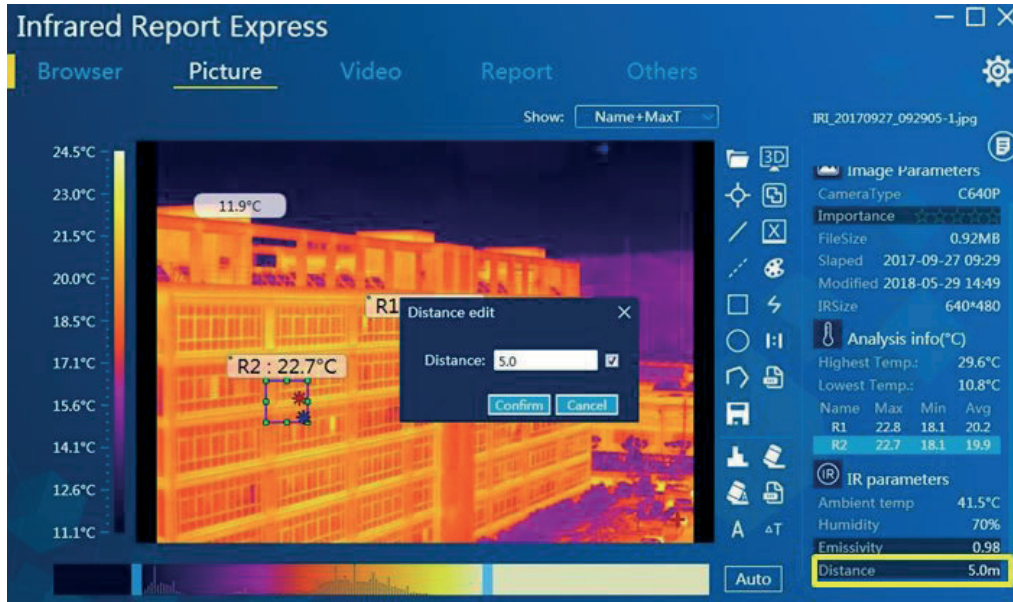 Infrared Report Express
Browser Picture Video Report Others
Show: Name+MaxT
24.5°C
23.0°C
21.5°C
20.0°C
18.5°C
17.1°C
15.6°C
14.1°C
12.6°C
11.1°C
11.9°C
R1
R2 : 22.7°C
Distance edit
Distance: 5.0
Confirm Cancel
3D
X
1:1
A ΔT
Auto
IRI_20170927_092905-1.jpg
Image Parameters
CameraType C640P
Importance
FileSize 0.92MB
Slaped 2017-09-27 09:29
Modified 2018-05-29 14:49
IRSize 640*480
Analysis info(°C)
Highest Temp.: 29.6°C
Lowest Temp.: 10.8°C
Name Max Min Avg
R1 22.8 18.1 20.2
R2 22.7 18.1 19.9
IR IR parameters
Ambient temp 41.5°C
Humidity 70%
Emissivity 0.98
Distance 5.0m